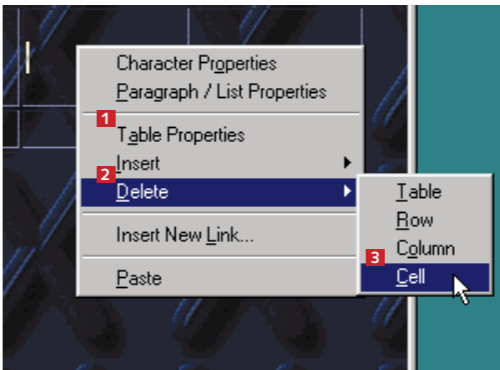 Character Properties
Paragraph / List Properties
1
Table Properties
Insert
2
Delete
Insert New Link...
Paste
Table
Row
Column
3
Cell